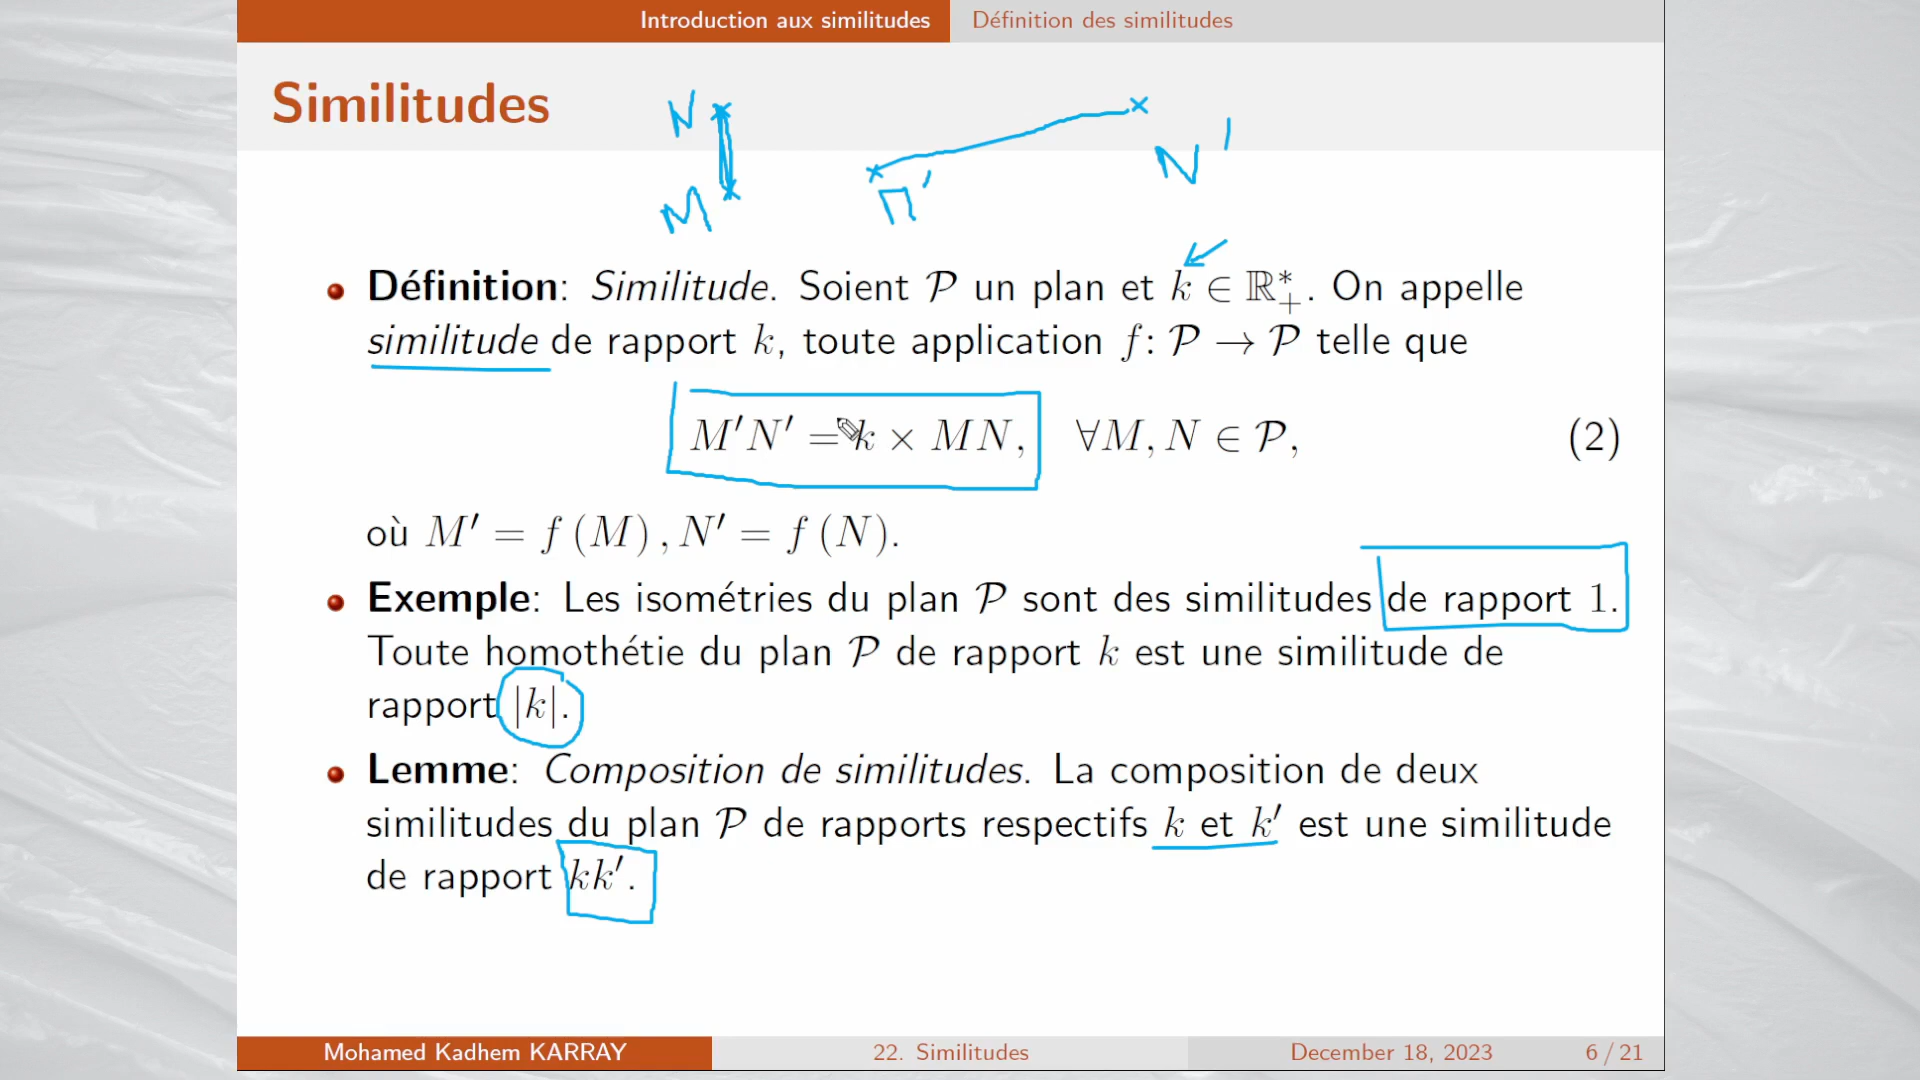 Introduction aux similitudes Définition des similitudes
Similitudes
N
N'
M
M'
Définition: Similitude. Soient 𝒫 un plan et k ∈ ℝ*₊. On appelle
similitude de rapport k, toute application f: 𝒫 → 𝒫 telle que
M′N′ = k × MN, ∀M, N ∈ 𝒫, (2)
où M′ = f (M) , N′ = f (N).
Exemple: Les isométries du plan 𝒫 sont des similitudes de rapport 1.
Toute homothétie du plan 𝒫 de rapport k est une similitude de
rapport |k|.
Lemme: Composition de similitudes. La composition de deux
similitudes du plan 𝒫 de rapports respectifs k et k′ est une similitude
de rapport kk′.
Mohamed Kadhem KARRAY 22. Similitudes December 18, 2023 6 / 21